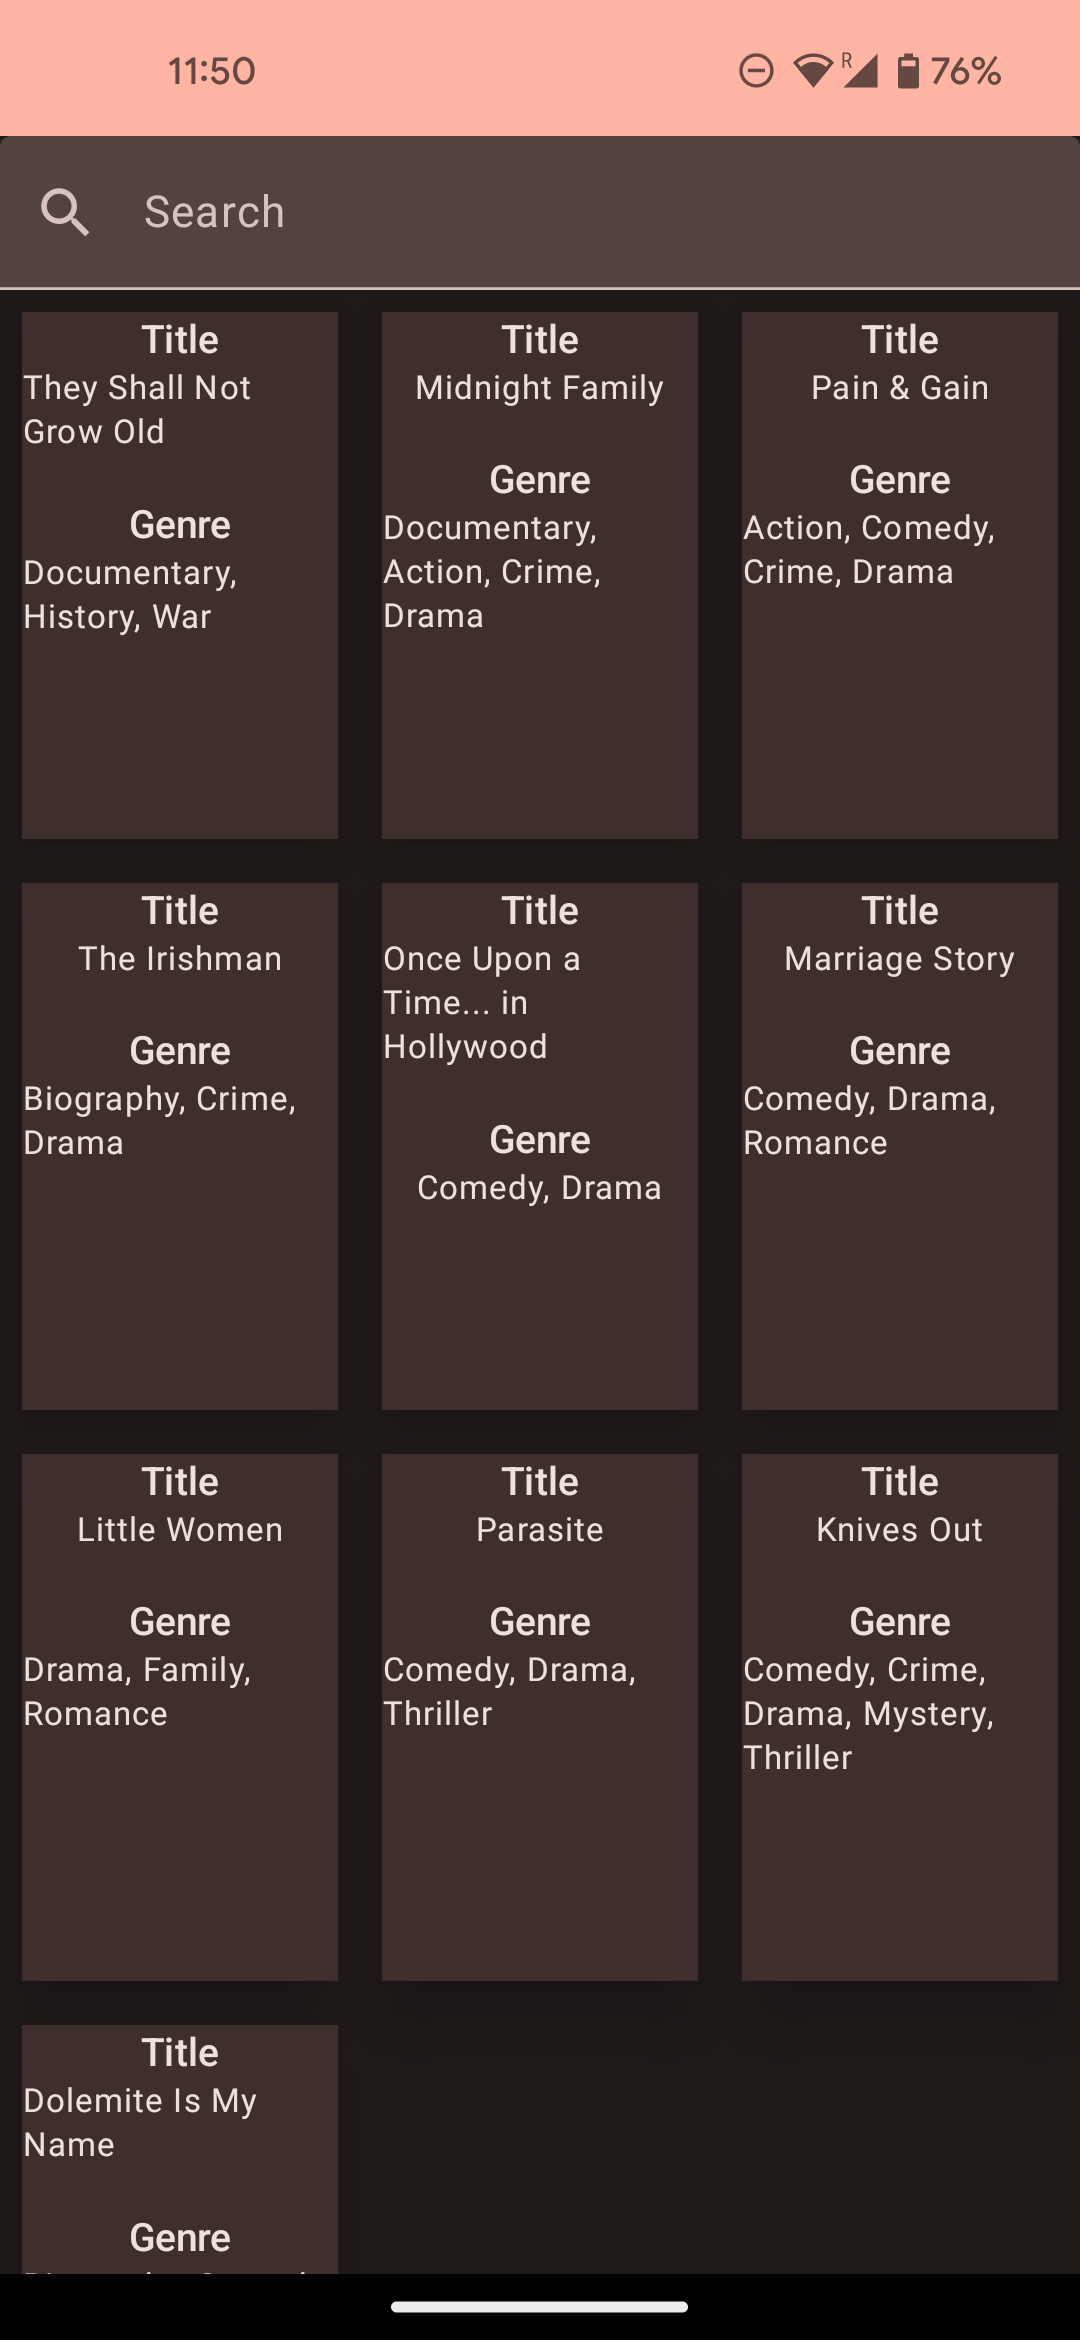 11:50
R
76%
Search
Title
They Shall Not
Grow Old
Genre
Documentary,
History, War
Title
Midnight Family
Genre
Documentary,
Action, Crime,
Drama
Title
Pain & Gain
Genre
Action, Comedy,
Crime, Drama
Title
The Irishman
Genre
Biography, Crime,
Drama
Title
Once Upon a
Time... in
Hollywood
Genre
Comedy, Drama
Title
Marriage Story
Genre
Comedy, Drama,
Romance
Title
Little Women
Genre
Drama, Family,
Romance
Title
Parasite
Genre
Comedy, Drama,
Thriller
Title
Knives Out
Genre
Comedy, Crime,
Drama, Mystery,
Thriller
Title
Dolemite Is My
Name
Genre